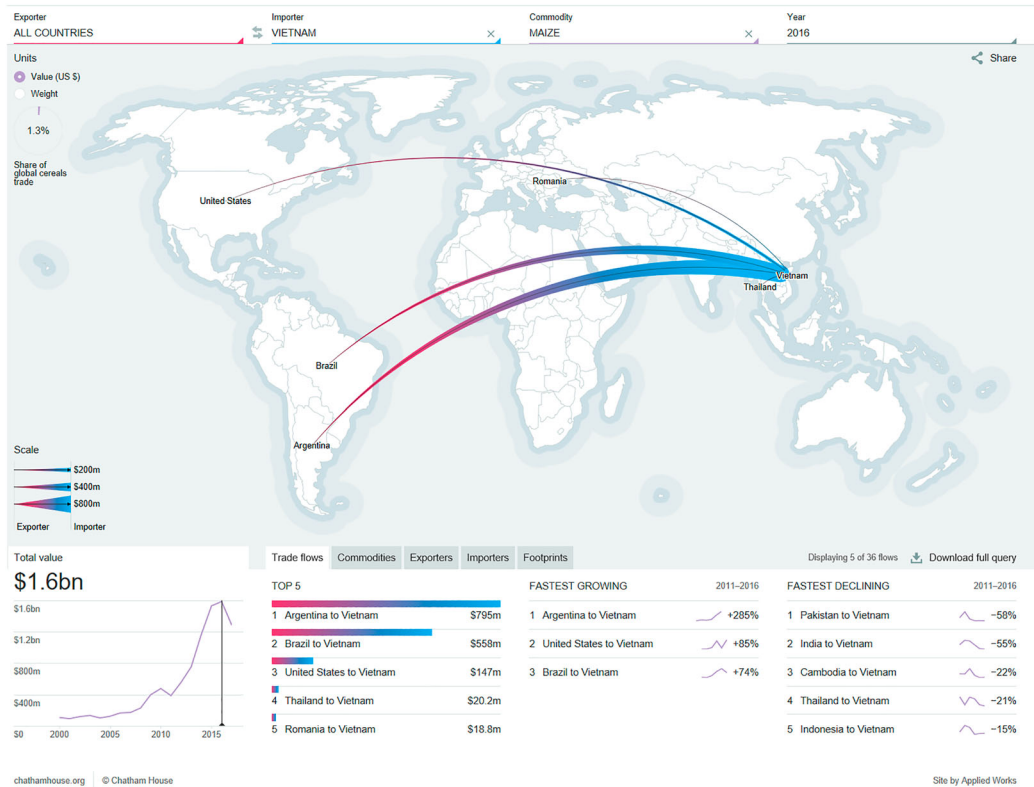 Exporter
ALL COUNTRIES
Importer
VIETNAM
Commodity
MAIZE
Year
2016
Units
Value (US $)
Weight
1.3%
Share of
global cereals
trade
Share
United States
Romania
Vietnam
Thailand
Brazil
Argentina
Scale
$200m
$400m
$800m
Exporter
Importer
Total value
$1.6bn
$1.6bn
$1.2bn
$800m
$400m
$0
2000
2005
2010
2015
Trade flows
Commodities
Exporters
Importers
Footprints
Displaying 5 of 36 flows
Download full query
TOP 5
1 Argentina to Vietnam $795m
2 Brazil to Vietnam $558m
3 United States to Vietnam $147m
4 Thailand to Vietnam $20.2m
5 Romania to Vietnam $18.8m
FASTEST GROWING 2011–2016
1 Argentina to Vietnam +285%
2 United States to Vietnam +85%
3 Brazil to Vietnam +74%
FASTEST DECLINING 2011–2016
1 Pakistan to Vietnam −58%
2 India to Vietnam −55%
3 Cambodia to Vietnam −22%
4 Thailand to Vietnam −21%
5 Indonesia to Vietnam −15%
chathamhouse.org
© Chatham House
Site by Applied Works